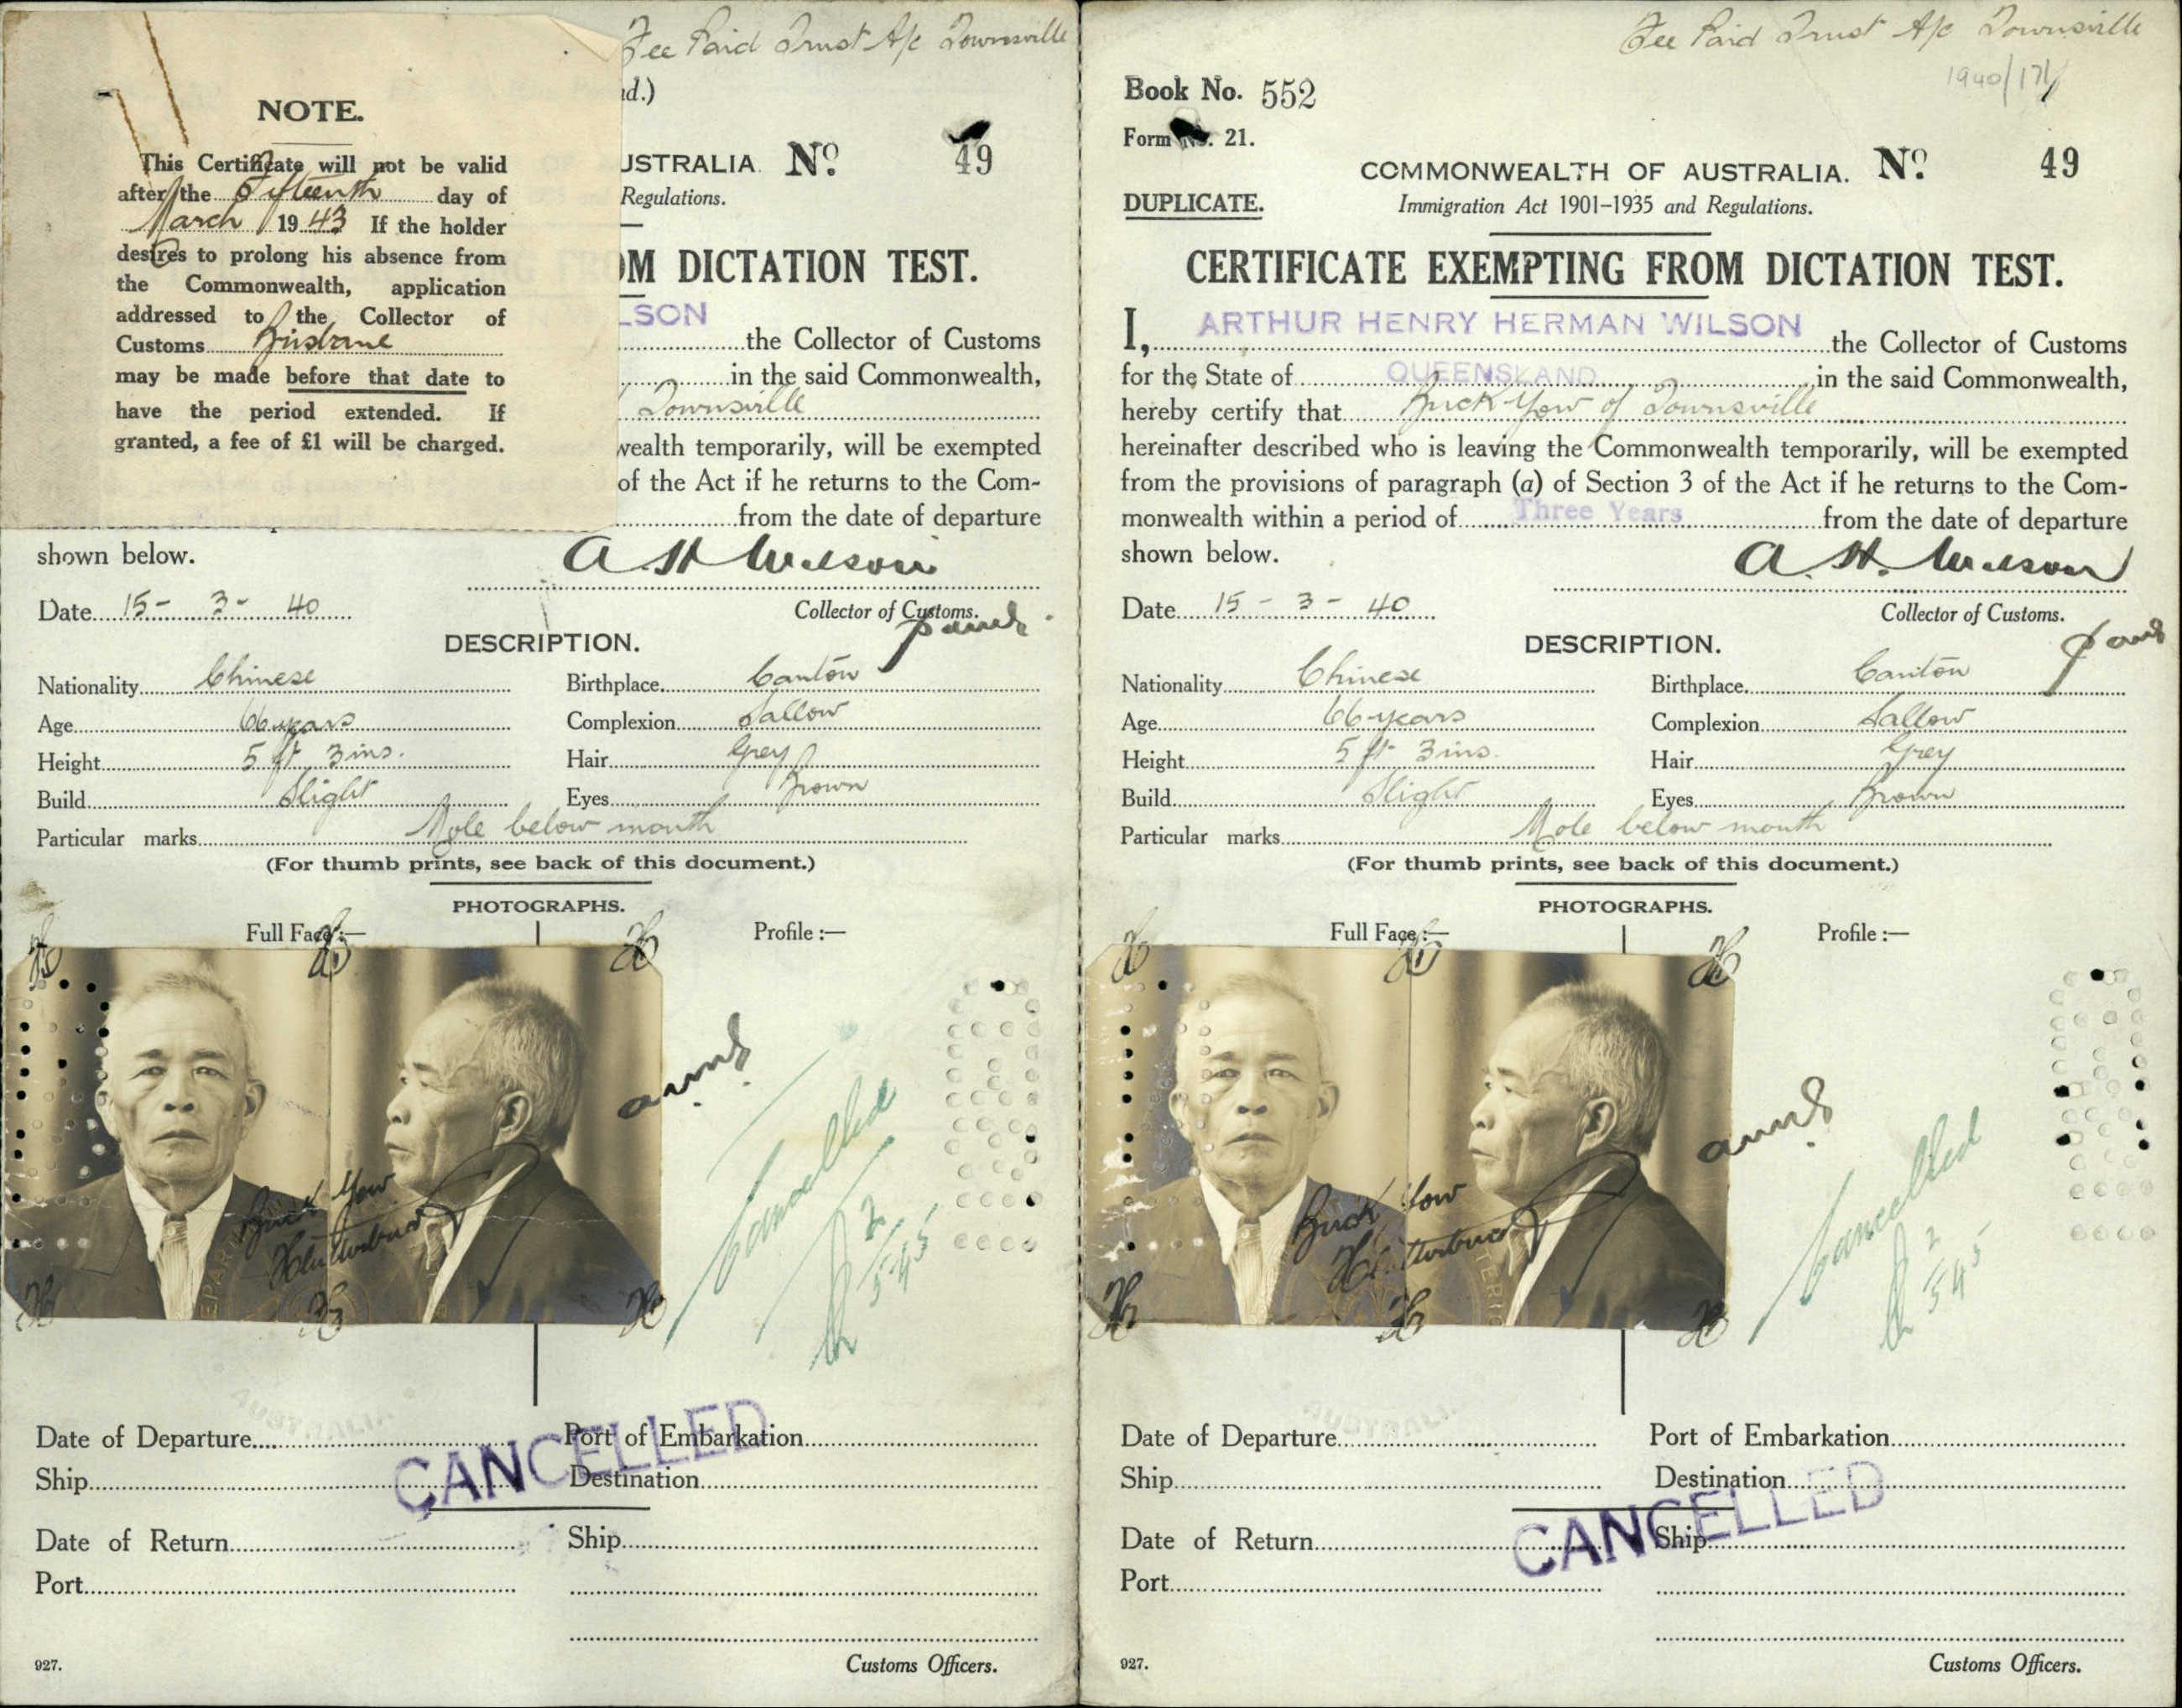 Fee Paid Trust A/c Townsville
NOTE.
This Certificate will not be valid
after the Fifteenth day of
March 1943 If the holder
desires to prolong his absence from
the Commonwealth, application
addressed to the Collector of
Customs Brisbane
may be made before that date to
have the period extended. If
granted, a fee of £1 will be charged.
d.)
USTRALIA. No. 49
Regulations.
OM DICTATION TEST.
LSON
the Collector of Customs
in the said Commonwealth,
Townsville
wealth temporarily, will be exempted
of the Act if he returns to the Com-
from the date of departure
shown below.
A H Wilson
Date 15 - 3 - 40
Collector of Customs.
DESCRIPTION.
Nationality Chinese Birthplace Canton
Age 66 years Complexion Sallow
Height 5 ft 3 ins. Hair Grey
Build Slight Eyes Brown
Particular marks Mole below mouth
(For thumb prints, see back of this document.)
PHOTOGRAPHS.
Full Face :— Profile :—
Buck Yow
Cancelled
2
5 45
AUSTRALIA
Date of Departure Port of Embarkation
Ship Destination
CANCELLED
Date of Return Ship
Port
927. Customs Officers.
Fee Paid Trust A/c Townsville
1940/171
Book No. 552
Form No. 21.
COMMONWEALTH OF AUSTRALIA. No. 49
DUPLICATE. Immigration Act 1901–1935 and Regulations.
CERTIFICATE EXEMPTING FROM DICTATION TEST.
I, ARTHUR HENRY HERMAN WILSON the Collector of Customs
for the State of QUEENSLAND in the said Commonwealth,
hereby certify that Buck Yow of Townsville
hereinafter described who is leaving the Commonwealth temporarily, will be exempted
from the provisions of paragraph (a) of Section 3 of the Act if he returns to the Com-
monwealth within a period of Three Years from the date of departure
shown below.
A. H. Wilson
Date 15 - 3 - 40
Collector of Customs.
DESCRIPTION.
Nationality Chinese Birthplace Canton
Age 66 years Complexion Sallow
Height 5 ft 3 ins. Hair Grey
Build Slight Eyes Brown
Particular marks Mole below mouth
(For thumb prints, see back of this document.)
PHOTOGRAPHS.
Full Face :— Profile :—
Buck Yow
Cancelled
2
5 45
Date of Departure Port of Embarkation
Ship Destination
CANCELLED
Date of Return Ship
Port
927. Customs Officers.